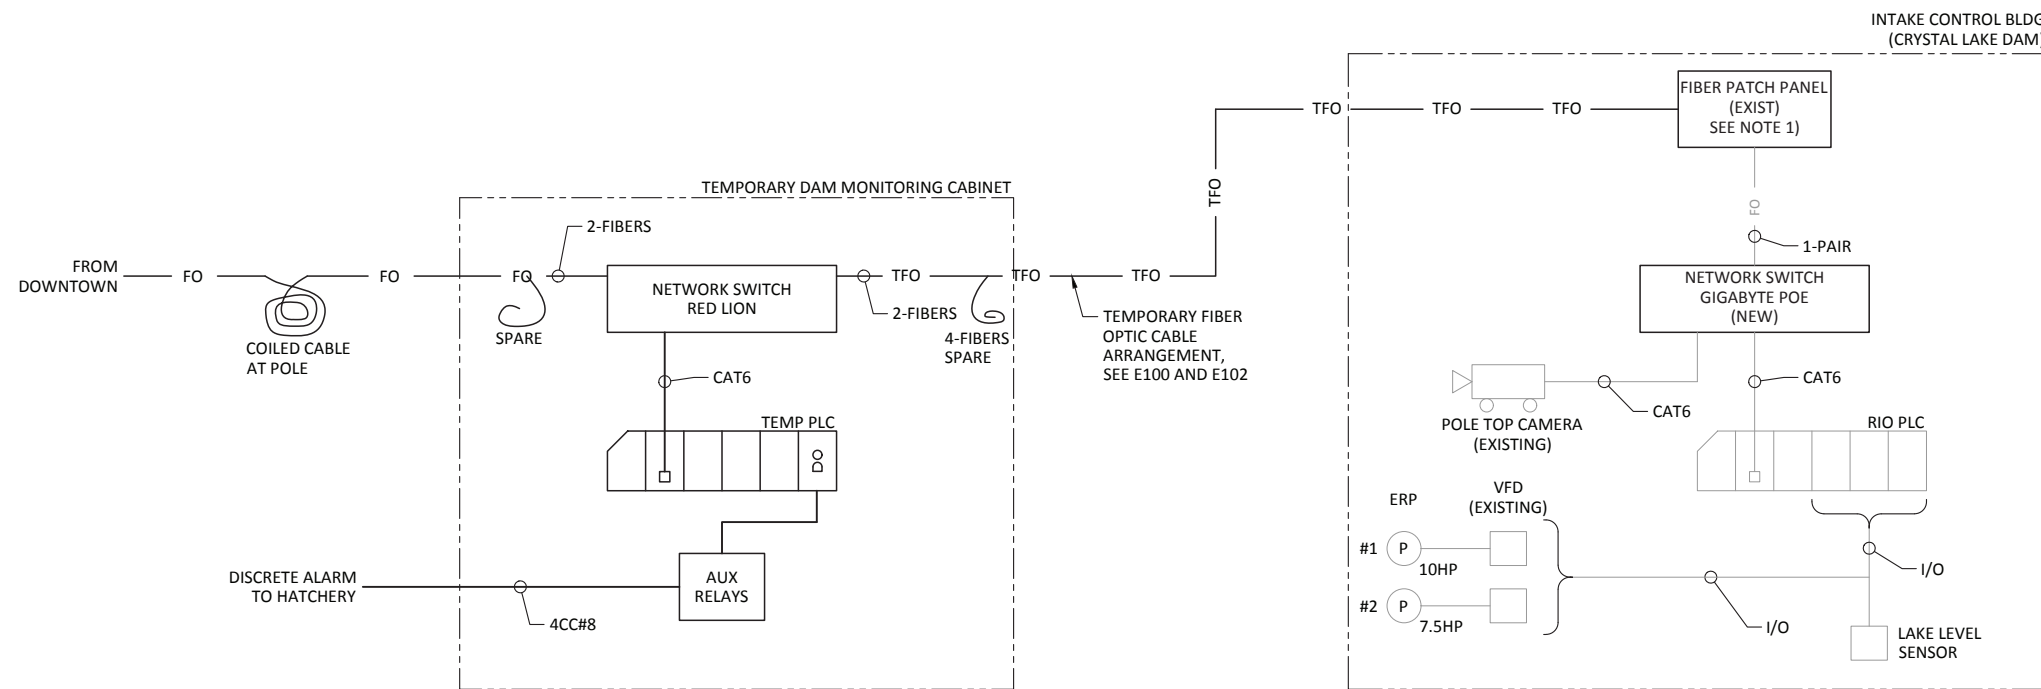 INTAKE CONTROL BLDG
(CRYSTAL LAKE DAM)
FIBER PATCH PANEL
(EXIST)
SEE NOTE 1)
TFO
TFO
TFO
TFO
FO
1-PAIR
TEMPORARY DAM MONITORING CABINET
2-FIBERS
FROM
DOWNTOWN
FO
FO
FO
NETWORK SWITCH
RED LION
TFO
TFO
TFO
NETWORK SWITCH
GIGABYTE POE
(NEW)
COILED CABLE
AT POLE
SPARE
2-FIBERS
4-FIBERS
SPARE
TEMPORARY FIBER
OPTIC CABLE
ARRANGEMENT,
SEE E100 AND E102
CAT6
CAT6
CAT6
TEMP PLC
DO
POLE TOP CAMERA
(EXISTING)
RIO PLC
ERP
VFD
(EXISTING)
#1
P
10HP
I/O
DISCRETE ALARM
TO HATCHERY
AUX
RELAYS
4CC#8
#2
P
7.5HP
I/O
LAKE LEVEL
SENSOR